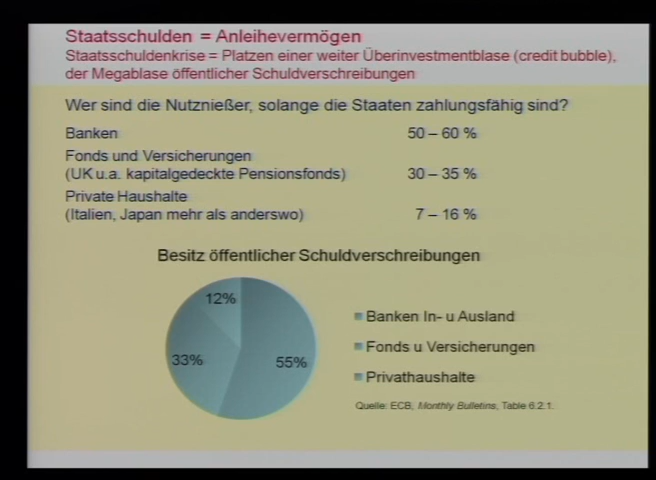 Staatsschulden = Anleihevermögen
Staatsschuldenkrise = Platzen einer weiter Überinvestmentblase (credit bubble),
der Megablase öffentlicher Schuldverschreibungen
Wer sind die Nutznießer, solange die Staaten zahlungsfähig sind?
Banken 50 – 60 %
Fonds und Versicherungen
(UK u.a. kapitalgedeckte Pensionsfonds) 30 – 35 %
Private Haushalte
(Italien, Japan mehr als anderswo) 7 – 16 %
Besitz öffentlicher Schuldverschreibungen
12%
33%
55%
Banken In- u Ausland
Fonds u Versicherungen
Privathaushalte
Quelle: ECB, Monthly Bulletins, Table 6.2.1.